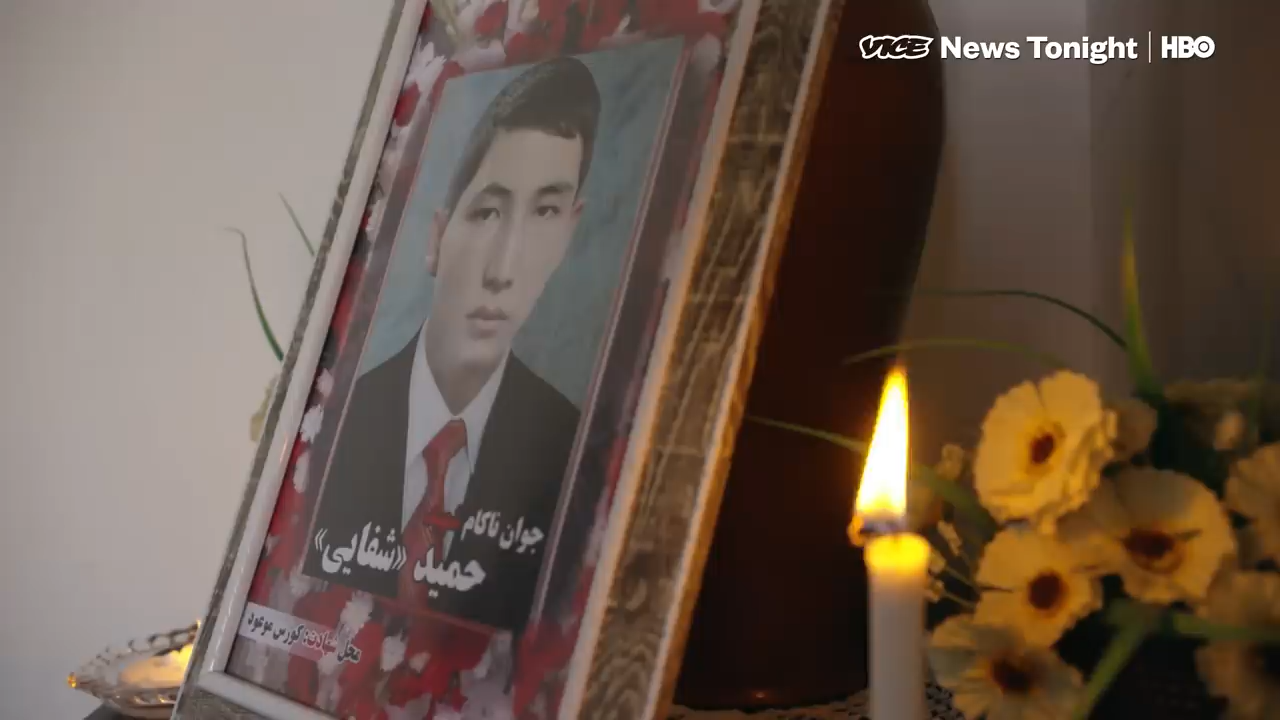 VICE News Tonight | HBO
جوان ناکام
حمید «شفایی»
محل شهادت: کورس موعود